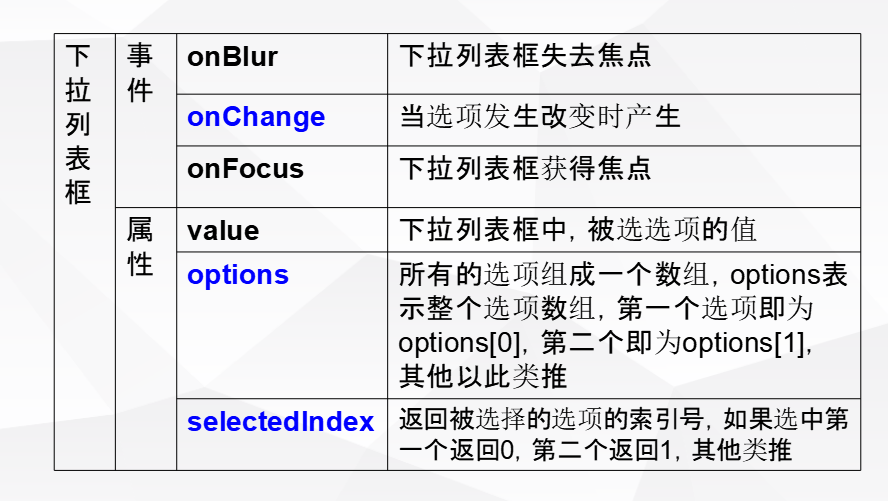 下
拉
列
表
框
事
件
onBlur
下拉列表框失去焦点
onChange
当选项发生改变时产生
onFocus
下拉列表框获得焦点
属
性
value
下拉列表框中, 被选选项的值
options
所有的选项组成一个数组, options表
示整个选项数组, 第一个选项即为
options[0], 第二个即为options[1],
其他以此类推
selectedIndex
返回被选择的选项的索引号, 如果选中第
一个返回0, 第二个返回1, 其他类推